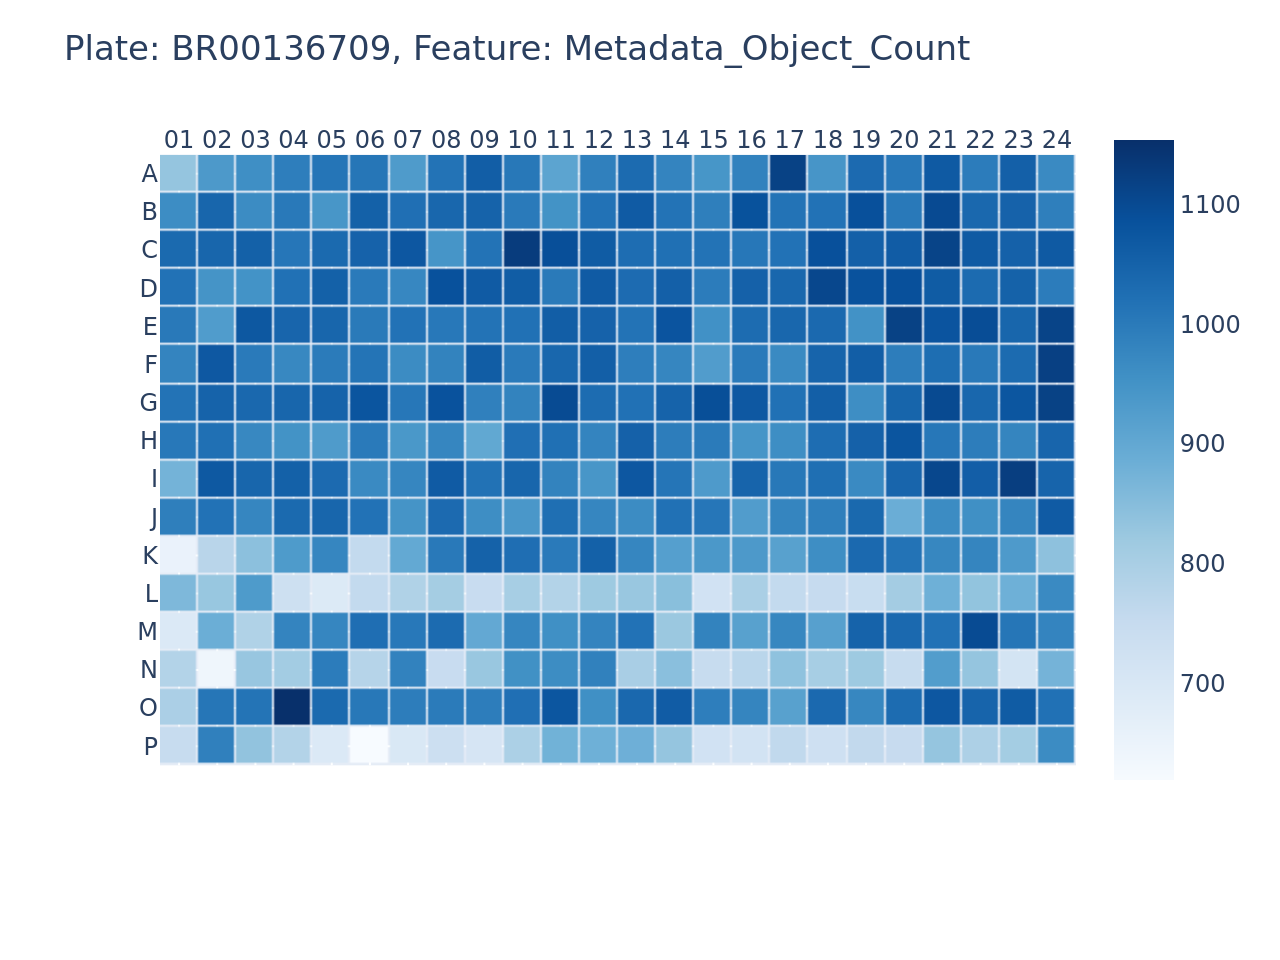 Plate: BR00136709, Feature: Metadata_Object_Count
01 02 03 04 05 06 07 08 09 10 11 12 13 14 15 16 17 18 19 20 21 22 23 24
A
B
C
D
E
F
G
H
I
J
K
L
M
N
O
P
1100
1000
900
800
700